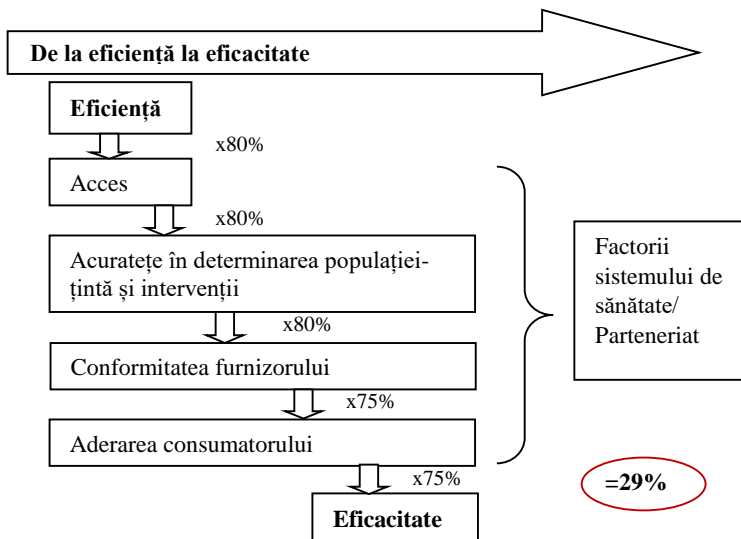 De la eficiență la eficacitate
Eficiență
x80%
Acces
x80%
Acuratețe în determinarea populației-
țintă și intervenții
x80%
Conformitatea furnizorului
x75%
Aderarea consumatorului
x75%
Eficacitate
Factorii
sistemului de
sănătate/
Parteneriat
=29%